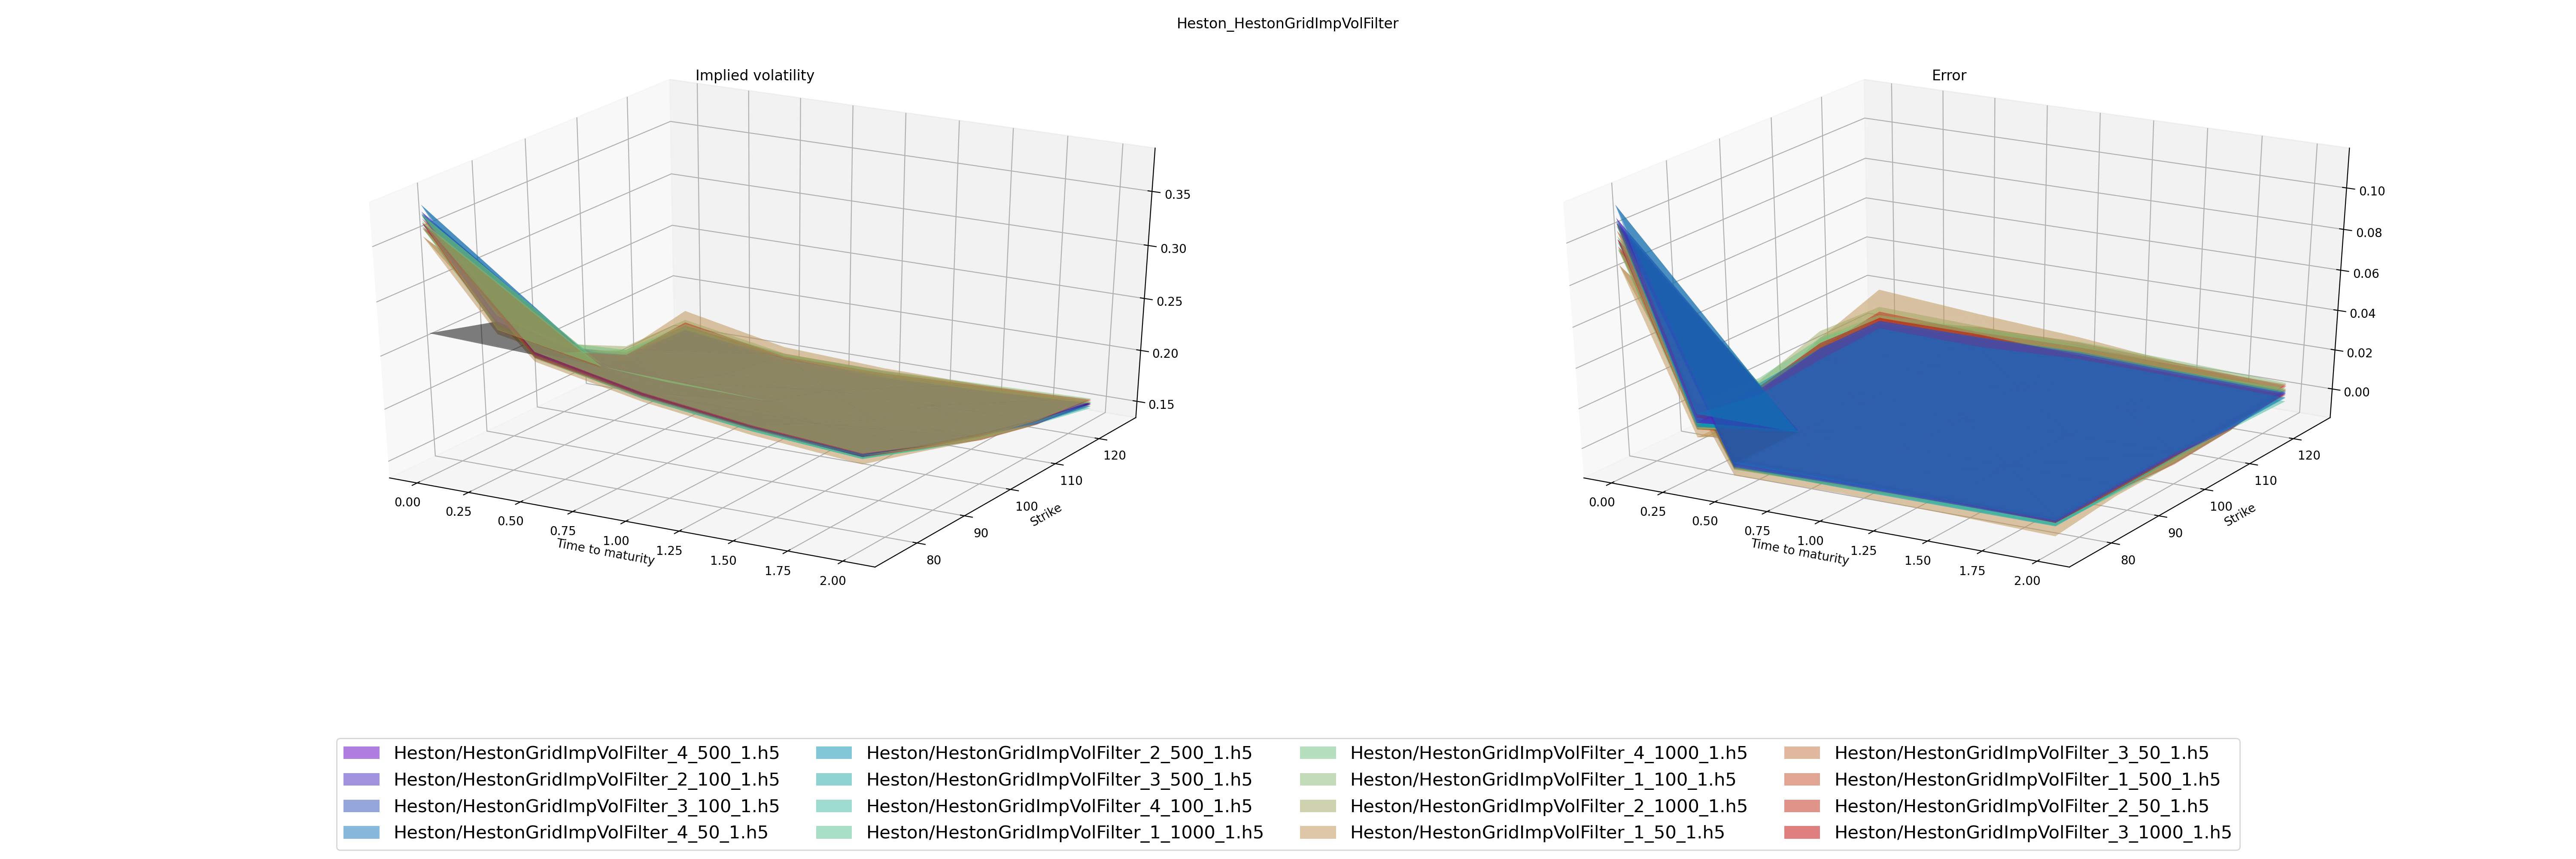 Heston_HestonGridImpVolFilter
Implied volatility
0.35
0.30
0.25
0.20
0.15
120
110
100
90
80
Strike
0.00
0.25
0.50
0.75
1.00
1.25
1.50
1.75
2.00
Time to maturity
Error
0.10
0.08
0.06
0.04
0.02
0.00
120
110
100
90
80
Strike
0.00
0.25
0.50
0.75
1.00
1.25
1.50
1.75
2.00
Time to maturity
Heston/HestonGridImpVolFilter_4_500_1.h5
Heston/HestonGridImpVolFilter_2_100_1.h5
Heston/HestonGridImpVolFilter_3_100_1.h5
Heston/HestonGridImpVolFilter_4_50_1.h5
Heston/HestonGridImpVolFilter_2_500_1.h5
Heston/HestonGridImpVolFilter_3_500_1.h5
Heston/HestonGridImpVolFilter_4_100_1.h5
Heston/HestonGridImpVolFilter_1_1000_1.h5
Heston/HestonGridImpVolFilter_4_1000_1.h5
Heston/HestonGridImpVolFilter_1_100_1.h5
Heston/HestonGridImpVolFilter_2_1000_1.h5
Heston/HestonGridImpVolFilter_1_50_1.h5
Heston/HestonGridImpVolFilter_3_50_1.h5
Heston/HestonGridImpVolFilter_1_500_1.h5
Heston/HestonGridImpVolFilter_2_50_1.h5
Heston/HestonGridImpVolFilter_3_1000_1.h5